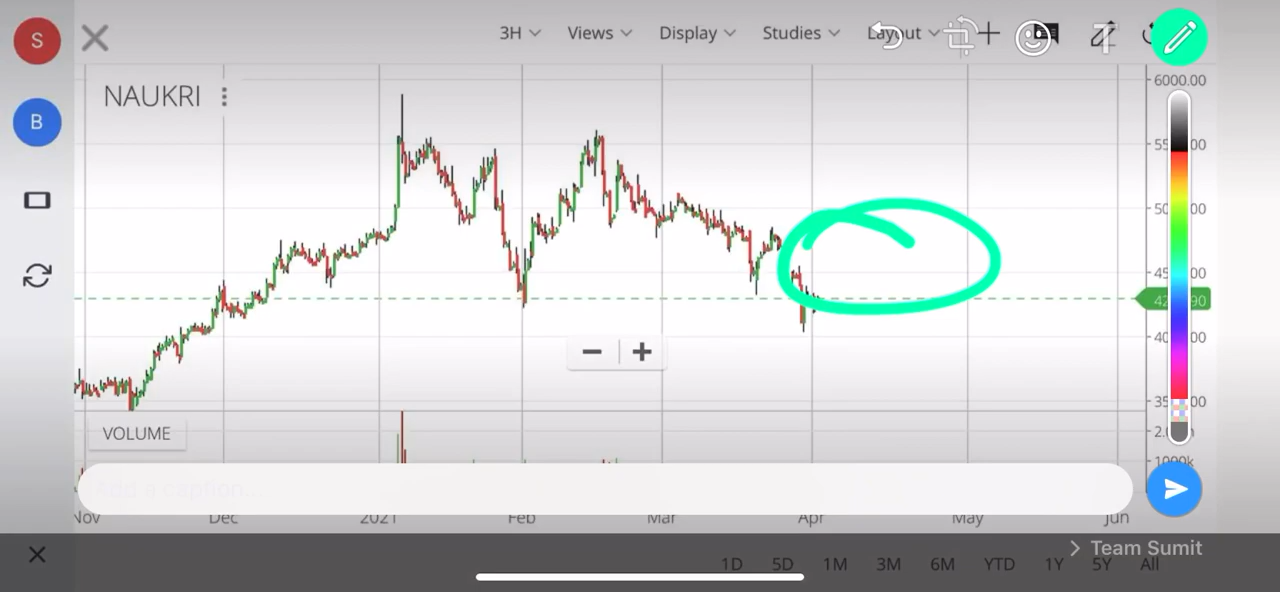 S
3H Views Display Studies Layout
T
6000.00
NAUKRI
B
VOLUME
1000k
Add a caption...
Nov Dec 2021 Feb Mar Apr May Jun
Team Sumit
1D 5D 1M 3M 6M YTD 1Y 5Y All